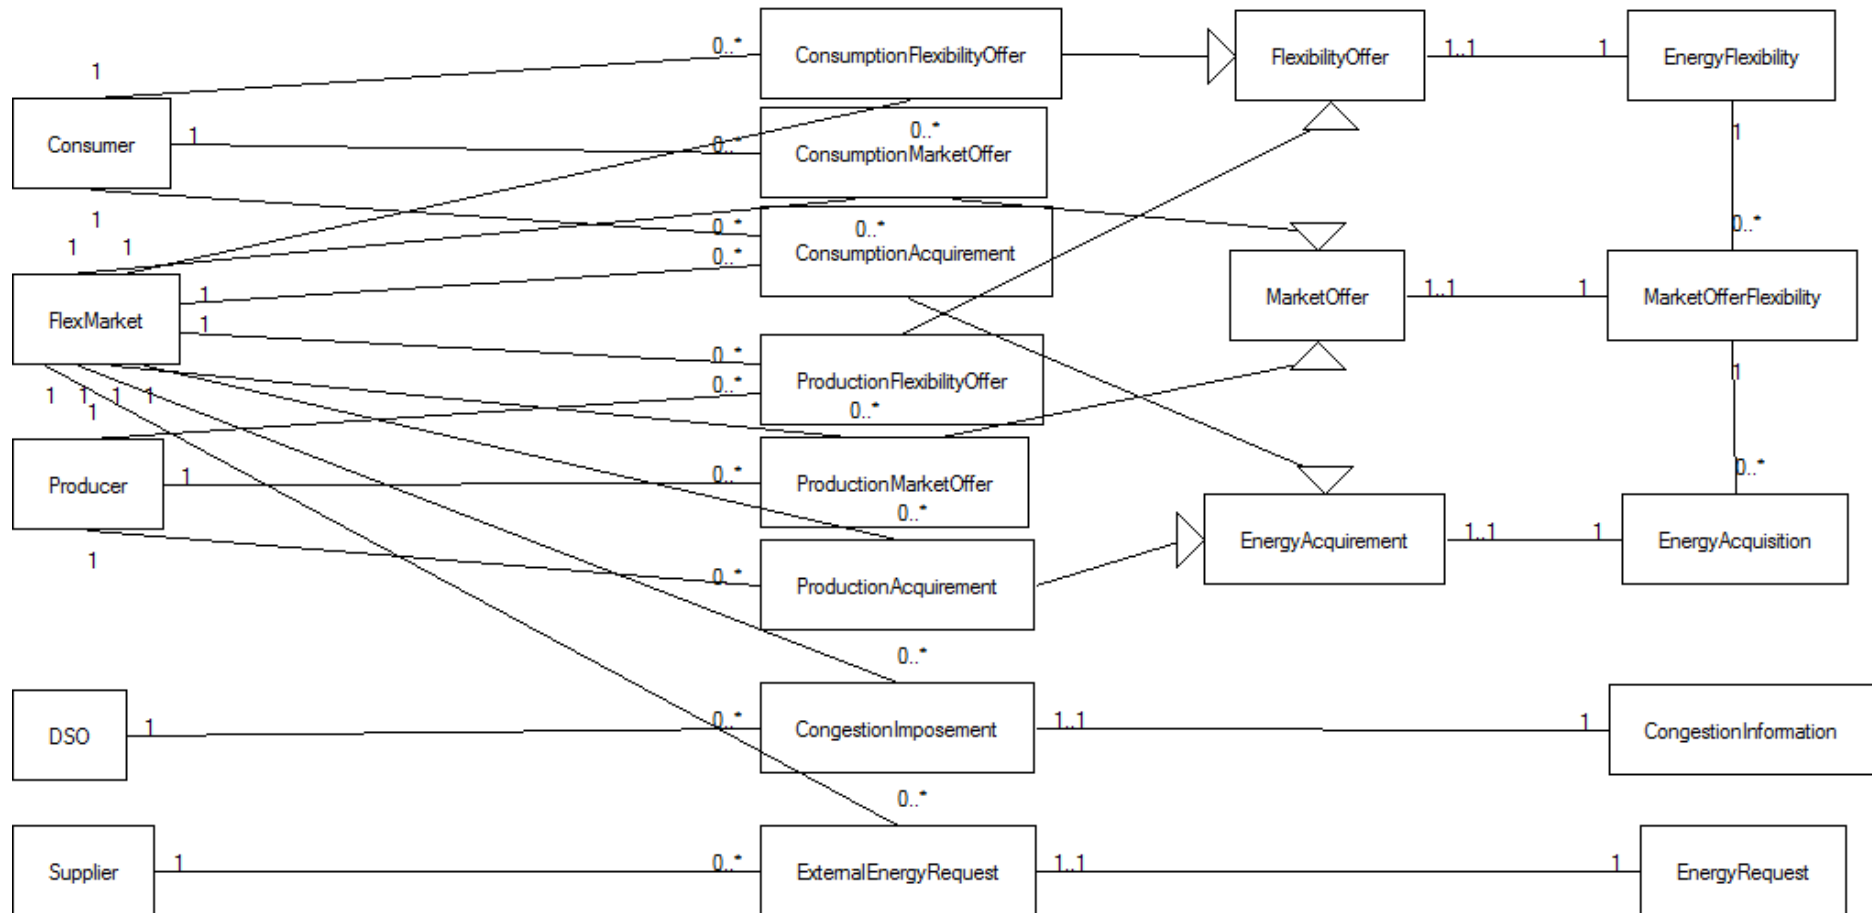 0..*
ConsumptionFlexibilityOffer
FlexibilityOffer
1..1
1
EnergyFlexibility
1
Consumer
1
0..*
0..*
ConsumptionMarketOffer
1
1
1
1
0..*
0..*
0..*
ConsumptionAcquirement
0..*
MarketOffer
1..1
1
MarketOfferFlexibility
FlexMarket
1
1
0..*
ProductionFlexibilityOffer
0..*
0..*
1
1
1
1
1
1
Producer
1
0..*
ProductionMarketOffer
0..*
0..*
EnergyAcquirement
1..1
1
EnergyAcquisition
1
0..*
ProductionAcquirement
0..*
DSO
1
0..*
CongestionImposement
1..1
1
CongestionInformation
0..*
Supplier
1
0..*
ExternalEnergyRequest
1..1
1
EnergyRequest